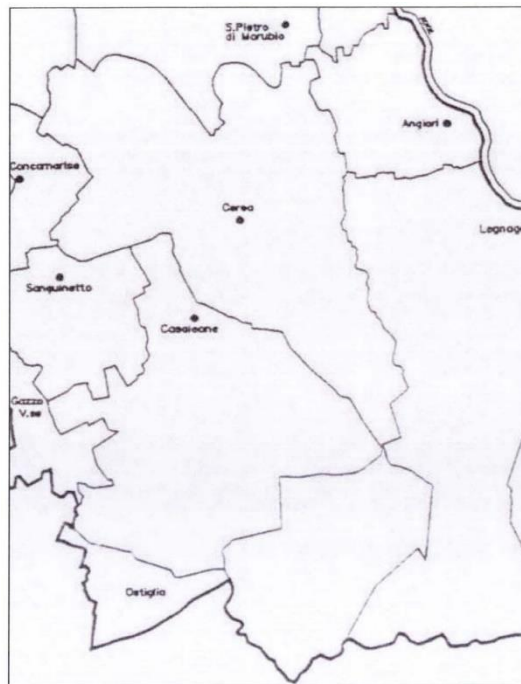 S.Pietro
di Morubio
Angiari
Concamarise
Cerea
Legnago
Sanguinetto
Casaleone
Gazzo
V.se
Ostiglia